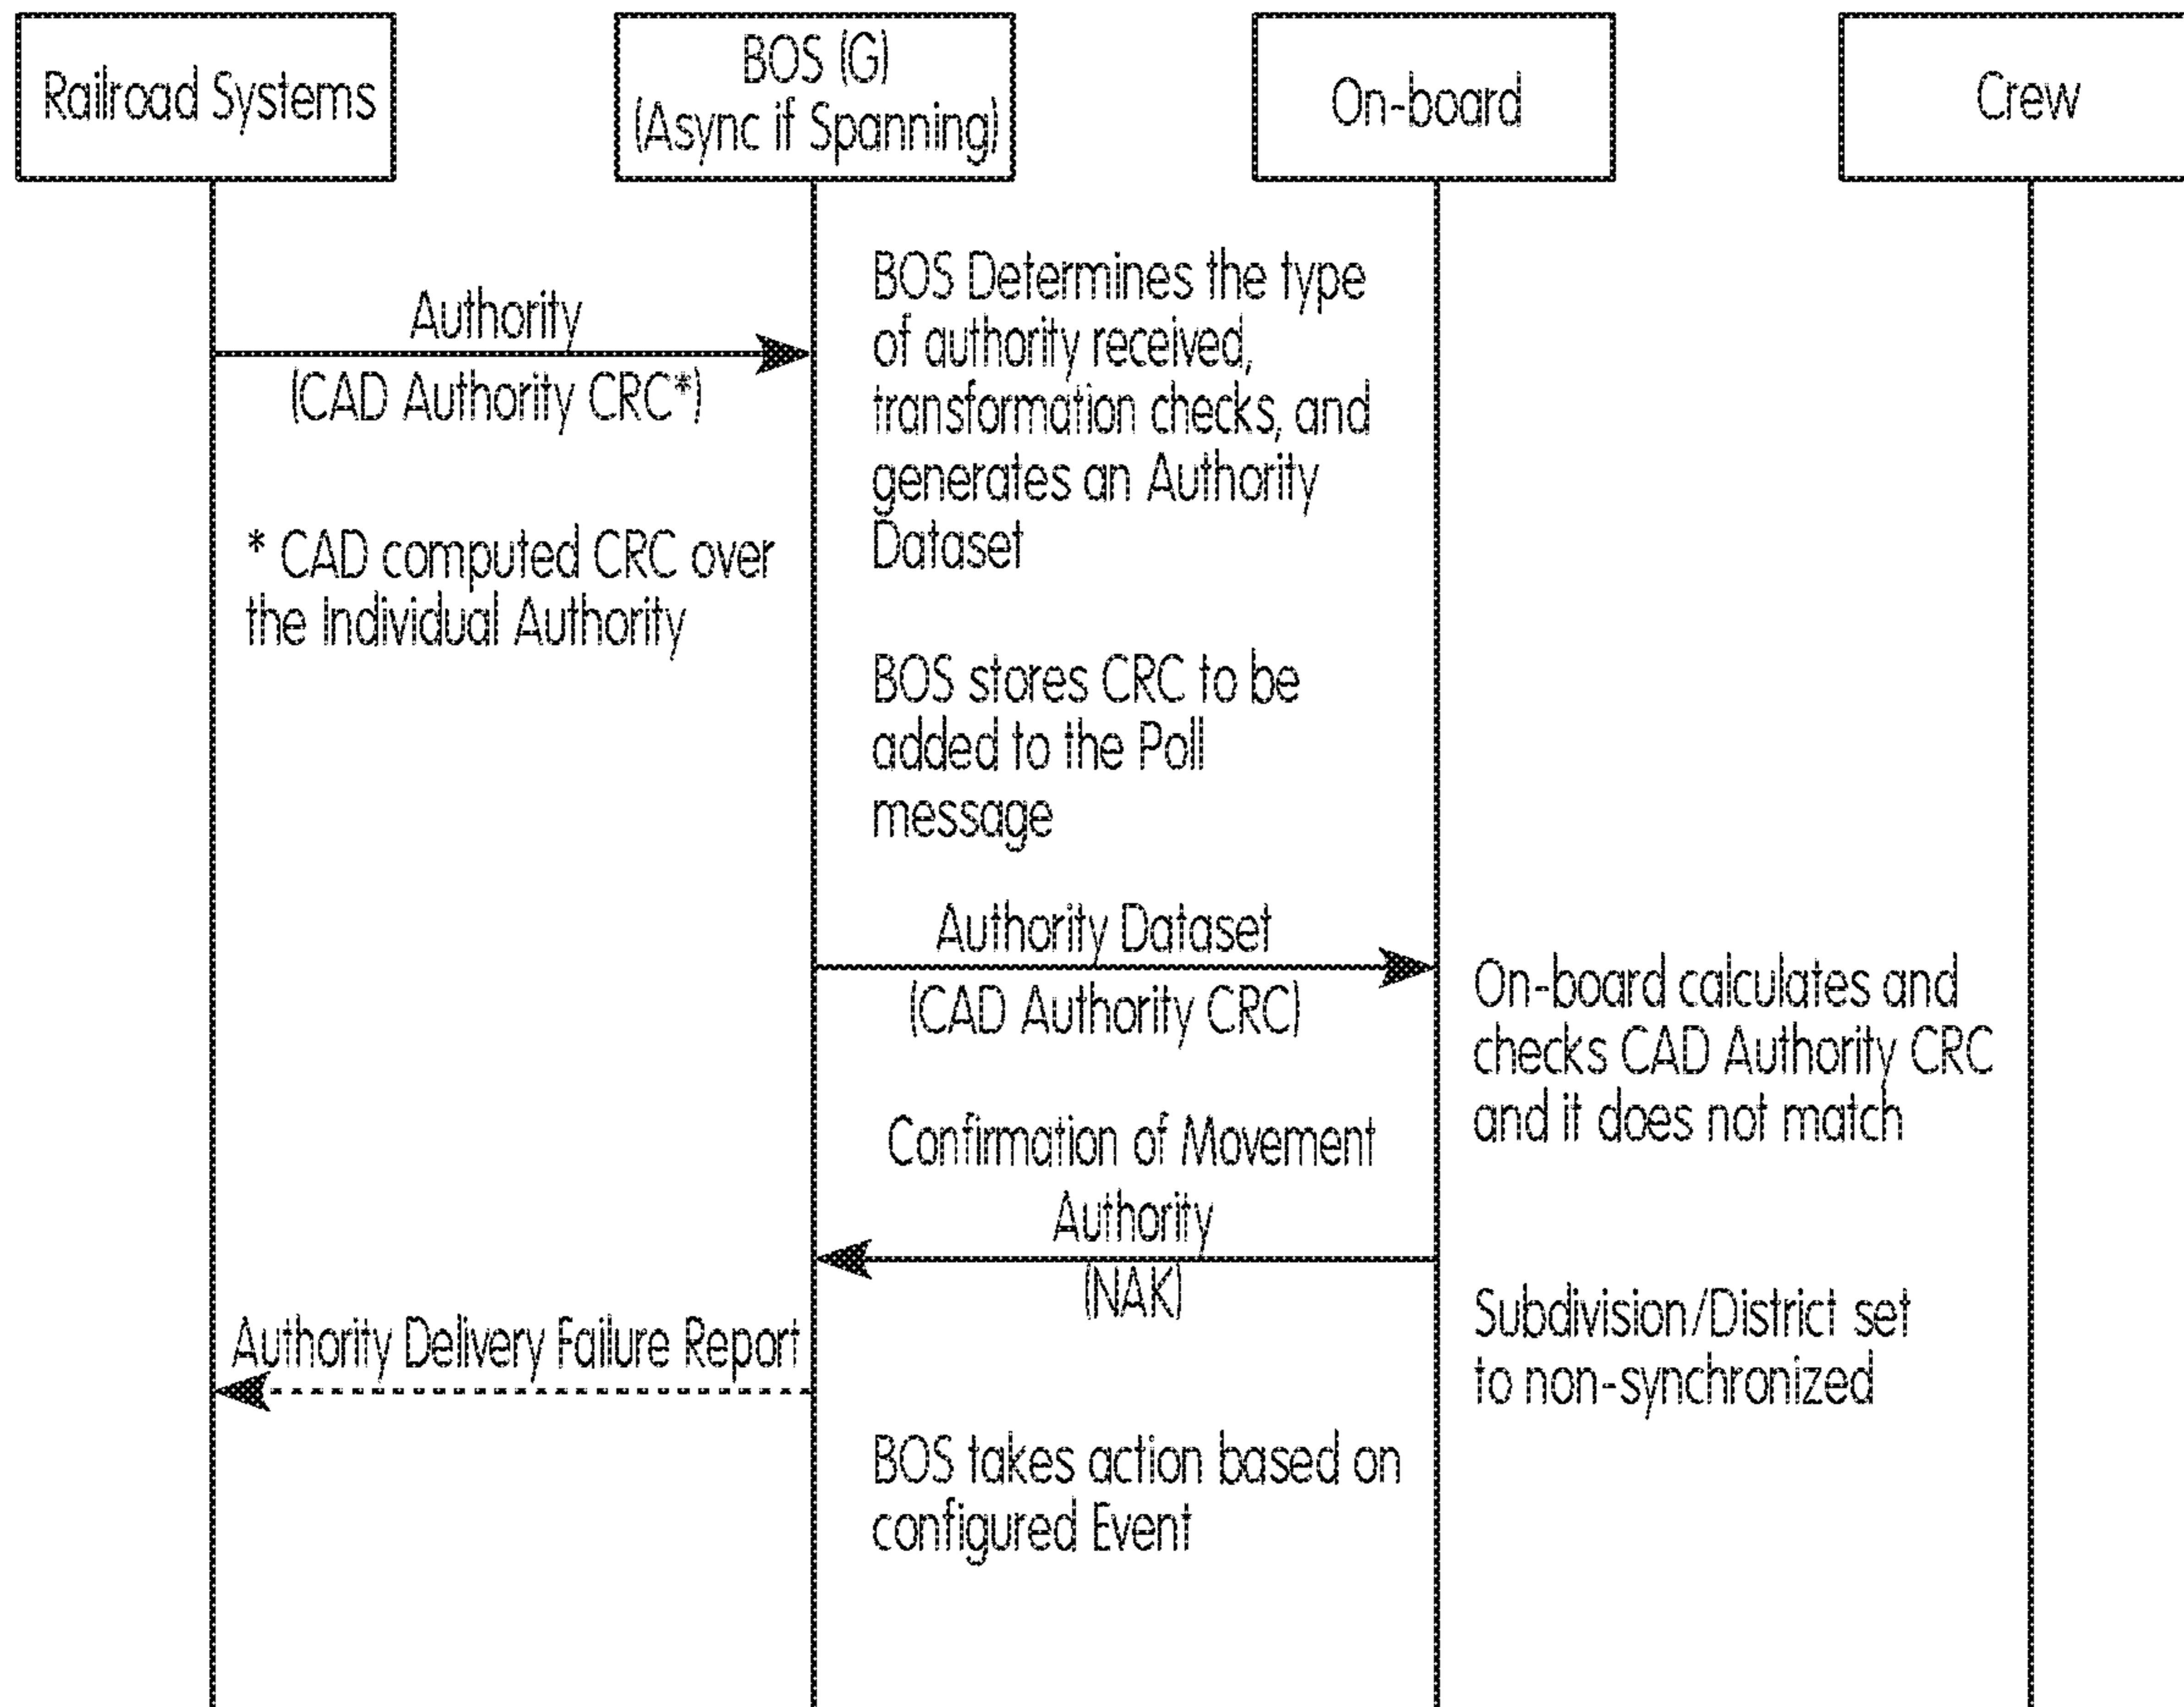 Railroad Systems
BOS (G)
(Async if Spanning)
On-board
Crew
Authority
(CAD Authority CRC*)
* CAD computed CRC over
the Individual Authority
BOS Determines the type
of authority received,
transformation checks, and
generates an Authority
Dataset
BOS stores CRC to be
added to the Poll
message
Authority Dataset
(CAD Authority CRC)
On-board calculates and
checks CAD Authority CRC
and it does not match
Confirmation of Movement
Authority
(NAK)
Subdivision/District set
to non-synchronized
Authority Delivery Failure Report
BOS takes action based on
configured Event